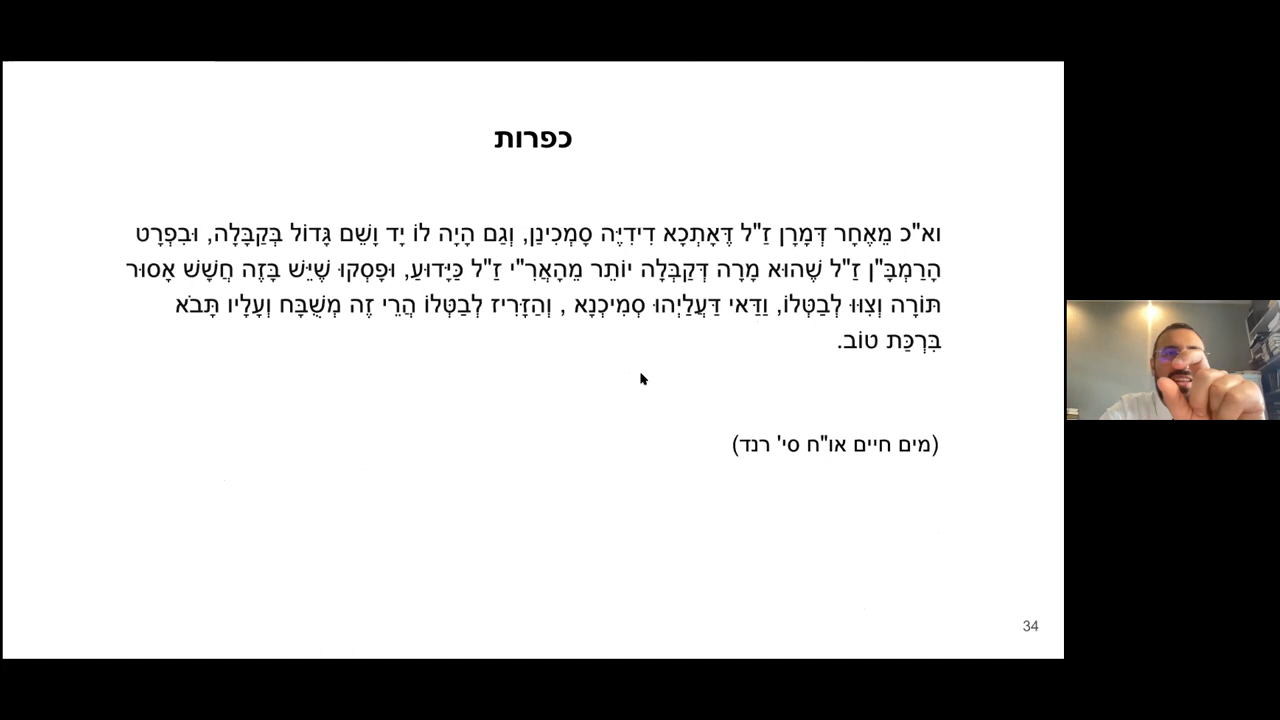 כפרות
וא"כ מֵאֶחָר דְּמָרָן זַ"ל דְּאָתְכָא דִידִיֵּה סָמְכִינַן, וְגַם הָיָה לוֹ יָד וָשֵׁם גָּדוֹל בְּקַבָּלָה, וּבִפְרָט
הָרַמְבָּ"ן זַ"ל שֶׁהוּא מָרָה דְּקַבְּלָה יוֹתֵר מֵהָאֲרִ"י זַ"ל כַּיָּדוּעַ, וּפָסְקוּ שֶׁיֵּשׁ בָּזֶה חֲשָׁשׁ אָסוּר
תּוֹרָה וְצִוּוּ לְבַטְּלוֹ, וַדַּאי דַּעֲלַיְהוּ סְמִיכְנָא , וְהַזָּרִיז לְבַטְּלוֹ הֲרֵי זֶה מְשֻׁבָּח וְעָלָיו תָּבֹא
בִּרְכַּת טוֹב.
(מים חיים או"ח סי' רנד)
34